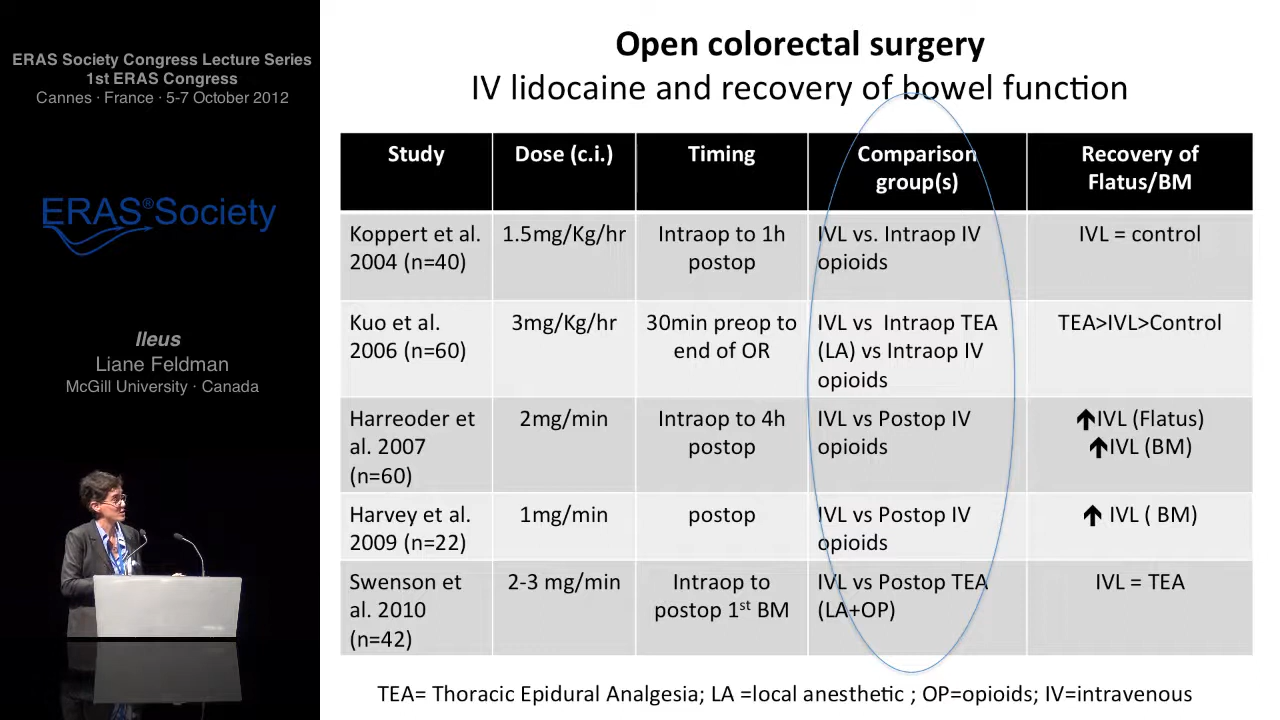 ERAS Society Congress Lecture Series
1st ERAS Congress
Cannes · France · 5-7 October 2012
ERAS®Society
Ileus
Liane Feldman
McGill University · Canada
Open colorectal surgery
IV lidocaine and recovery of bowel function
Study
Dose (c.i.)
Timing
Comparison
group(s)
Recovery of
Flatus/BM
Koppert et al.
2004 (n=40)
1.5mg/Kg/hr
Intraop to 1h
postop
IVL vs. Intraop IV
opioids
IVL = control
Kuo et al.
2006 (n=60)
3mg/Kg/hr
30min preop to
end of OR
IVL vs Intraop TEA
(LA) vs Intraop IV
opioids
TEA>IVL>Control
Harreoder et
al. 2007
(n=60)
2mg/min
Intraop to 4h
postop
IVL vs Postop IV
opioids
⬆IVL (Flatus)
⬆IVL (BM)
Harvey et al.
2009 (n=22)
1mg/min
postop
IVL vs Postop IV
opioids
⬆ IVL ( BM)
Swenson et
al. 2010
(n=42)
2-3 mg/min
Intraop to
postop 1st BM
IVL vs Postop TEA
(LA+OP)
IVL = TEA
TEA= Thoracic Epidural Analgesia; LA =local anesthetic ; OP=opioids; IV=intravenous